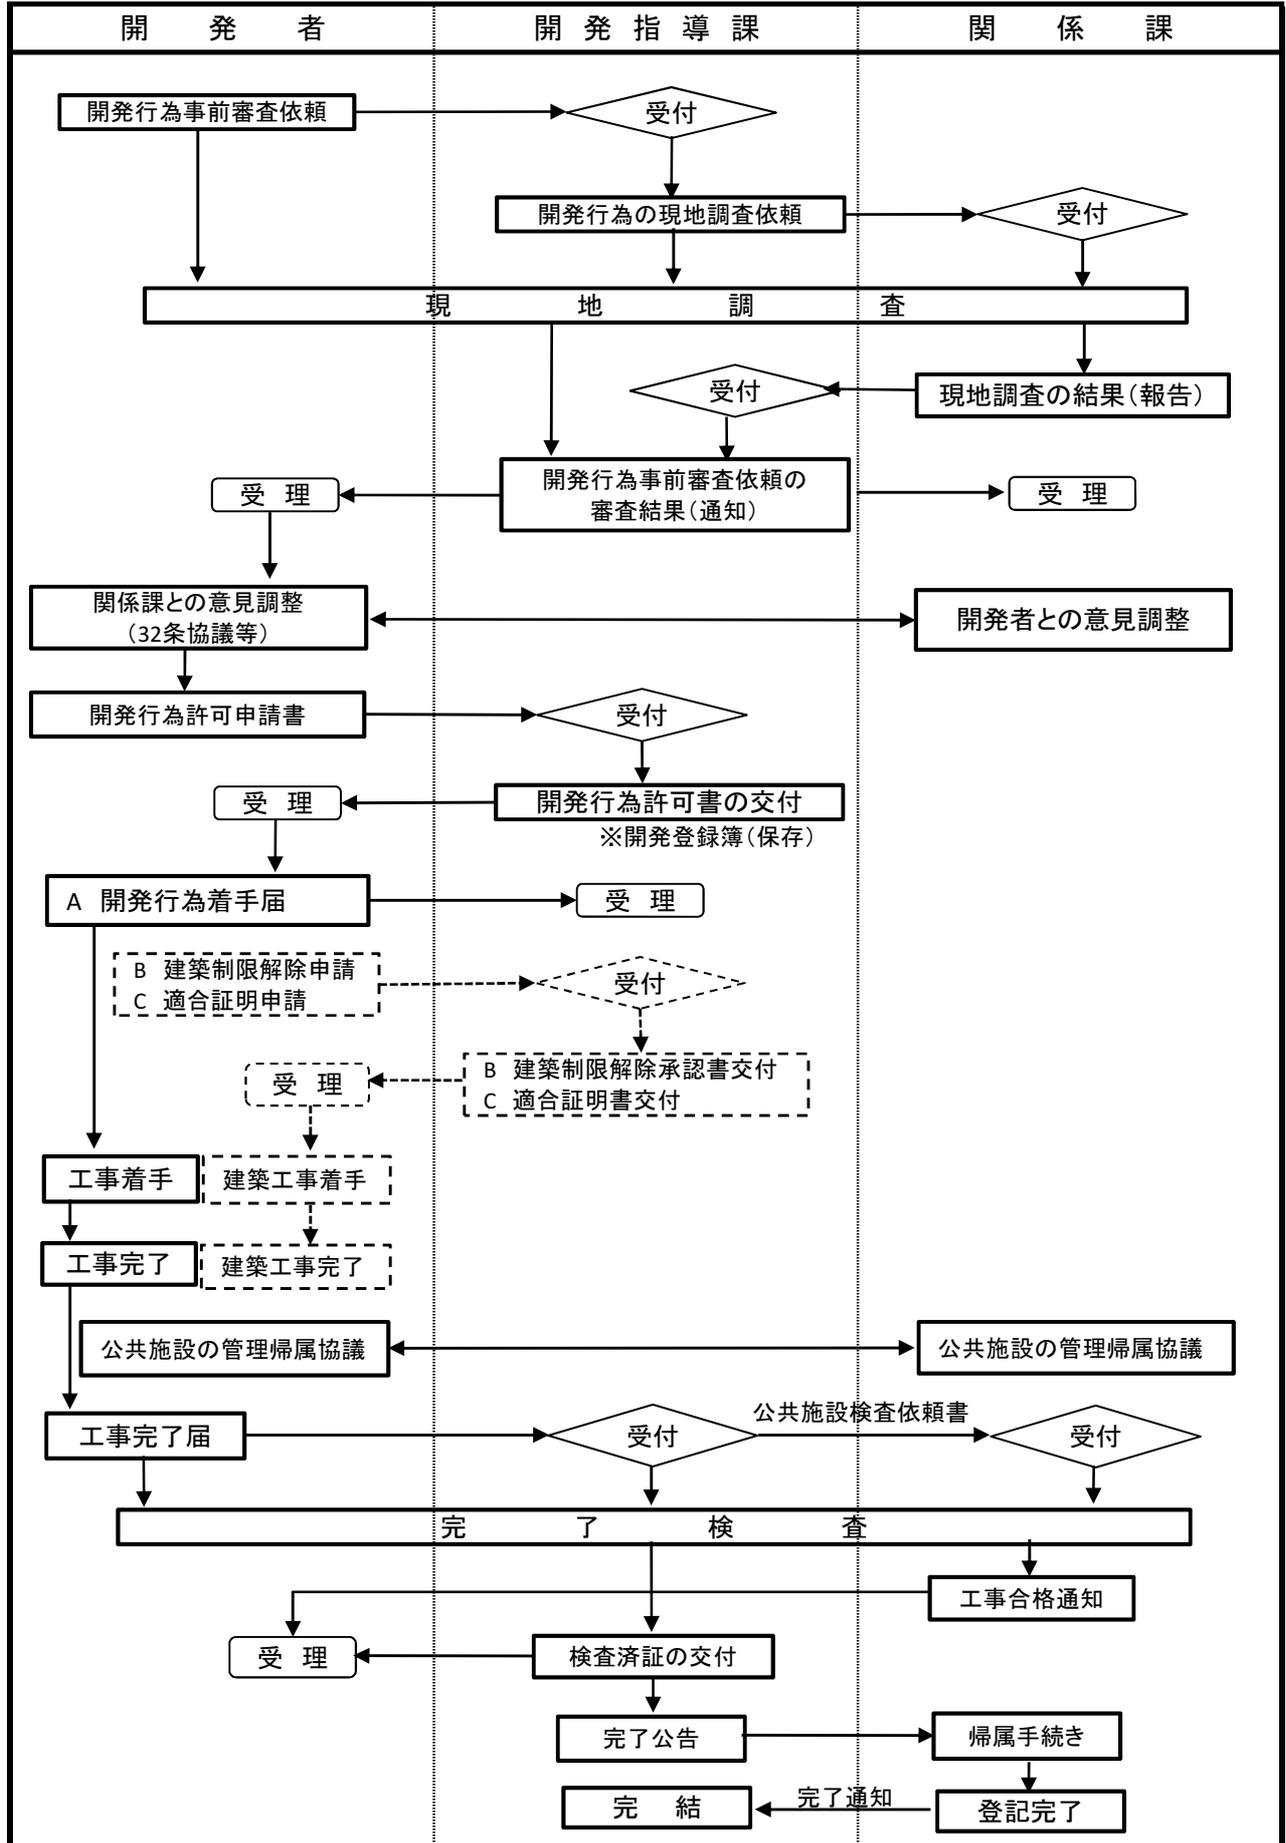 開発者
開発指導課
関係課
開発行為事前審査依頼
受付
開発行為の現地調査依頼
受付
現地調査
受付
現地調査の結果（報告）
受理
開発行為事前審査依頼の
審査結果（通知）
受理
関係課との意見調整
（32条協議等）
開発者との意見調整
開発行為許可申請書
受付
受理
開発行為許可書の交付
※開発登録簿（保存）
A 開発行為着手届
受理
B 建築制限解除申請
C 適合証明申請
受付
受理
B 建築制限解除承認書交付
C 適合証明書交付
工事着手
建築工事着手
工事完了
建築工事完了
公共施設の管理帰属協議
公共施設の管理帰属協議
工事完了届
受付
公共施設検査依頼書
受付
完了検査
工事合格通知
受理
検査済証の交付
完了公告
帰属手続き
完結
完了通知
登記完了